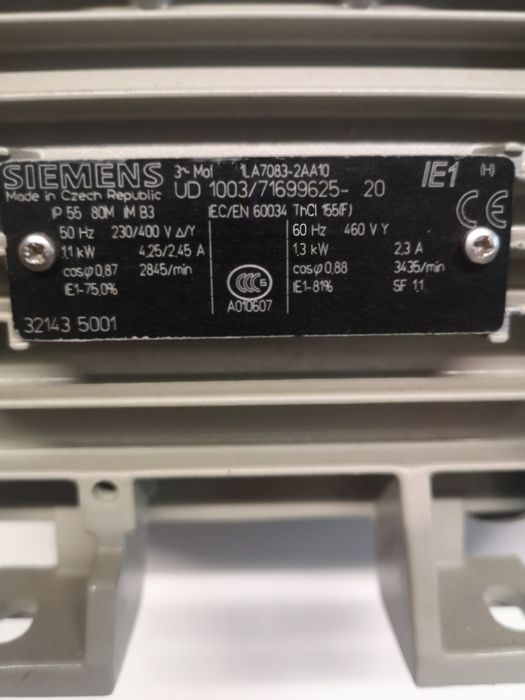 SIEMENS 3~ Mot 1LA7083-2AA10 IE1 (H)
Made in Czech Republic UD 1003/71699625- 20
IP 55 80M IM B3 IEC/EN 60034 ThCl 155(F) CE
50 Hz 230/400 V Δ/Y 60 Hz 460 V Y
1,1 kW 4,25/2,45 A 1,3 kW 2,3 A
cosφ 0,87 2845/min cosφ 0,88 3435/min
IE1-75,0% CCC S IE1-81% SF 1,1
A010607
32143 5001